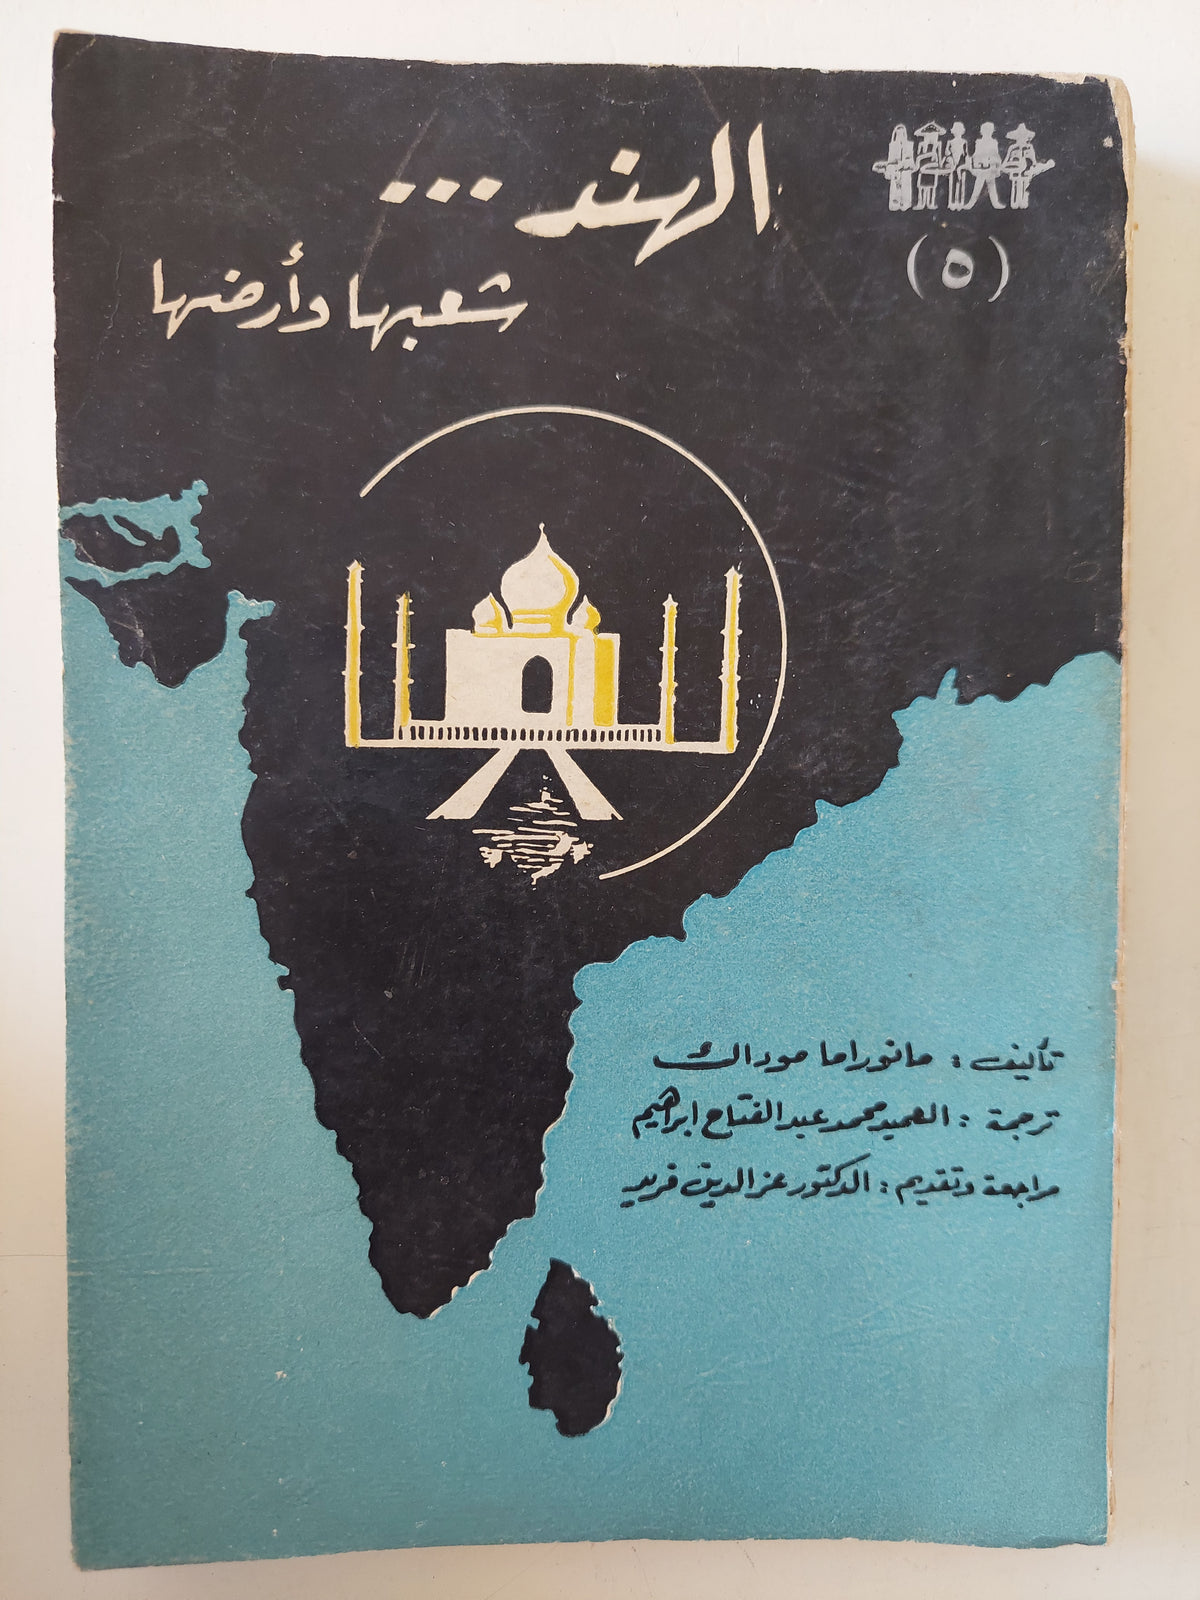 الهند ...
(٥)
شعبها وأرضها
تأليف : مانوراما موداك
ترجمة : العميد محمد عبد الفتاح ابراهيم
مراجعة وتقديم : الدكتور عز الدين فريد